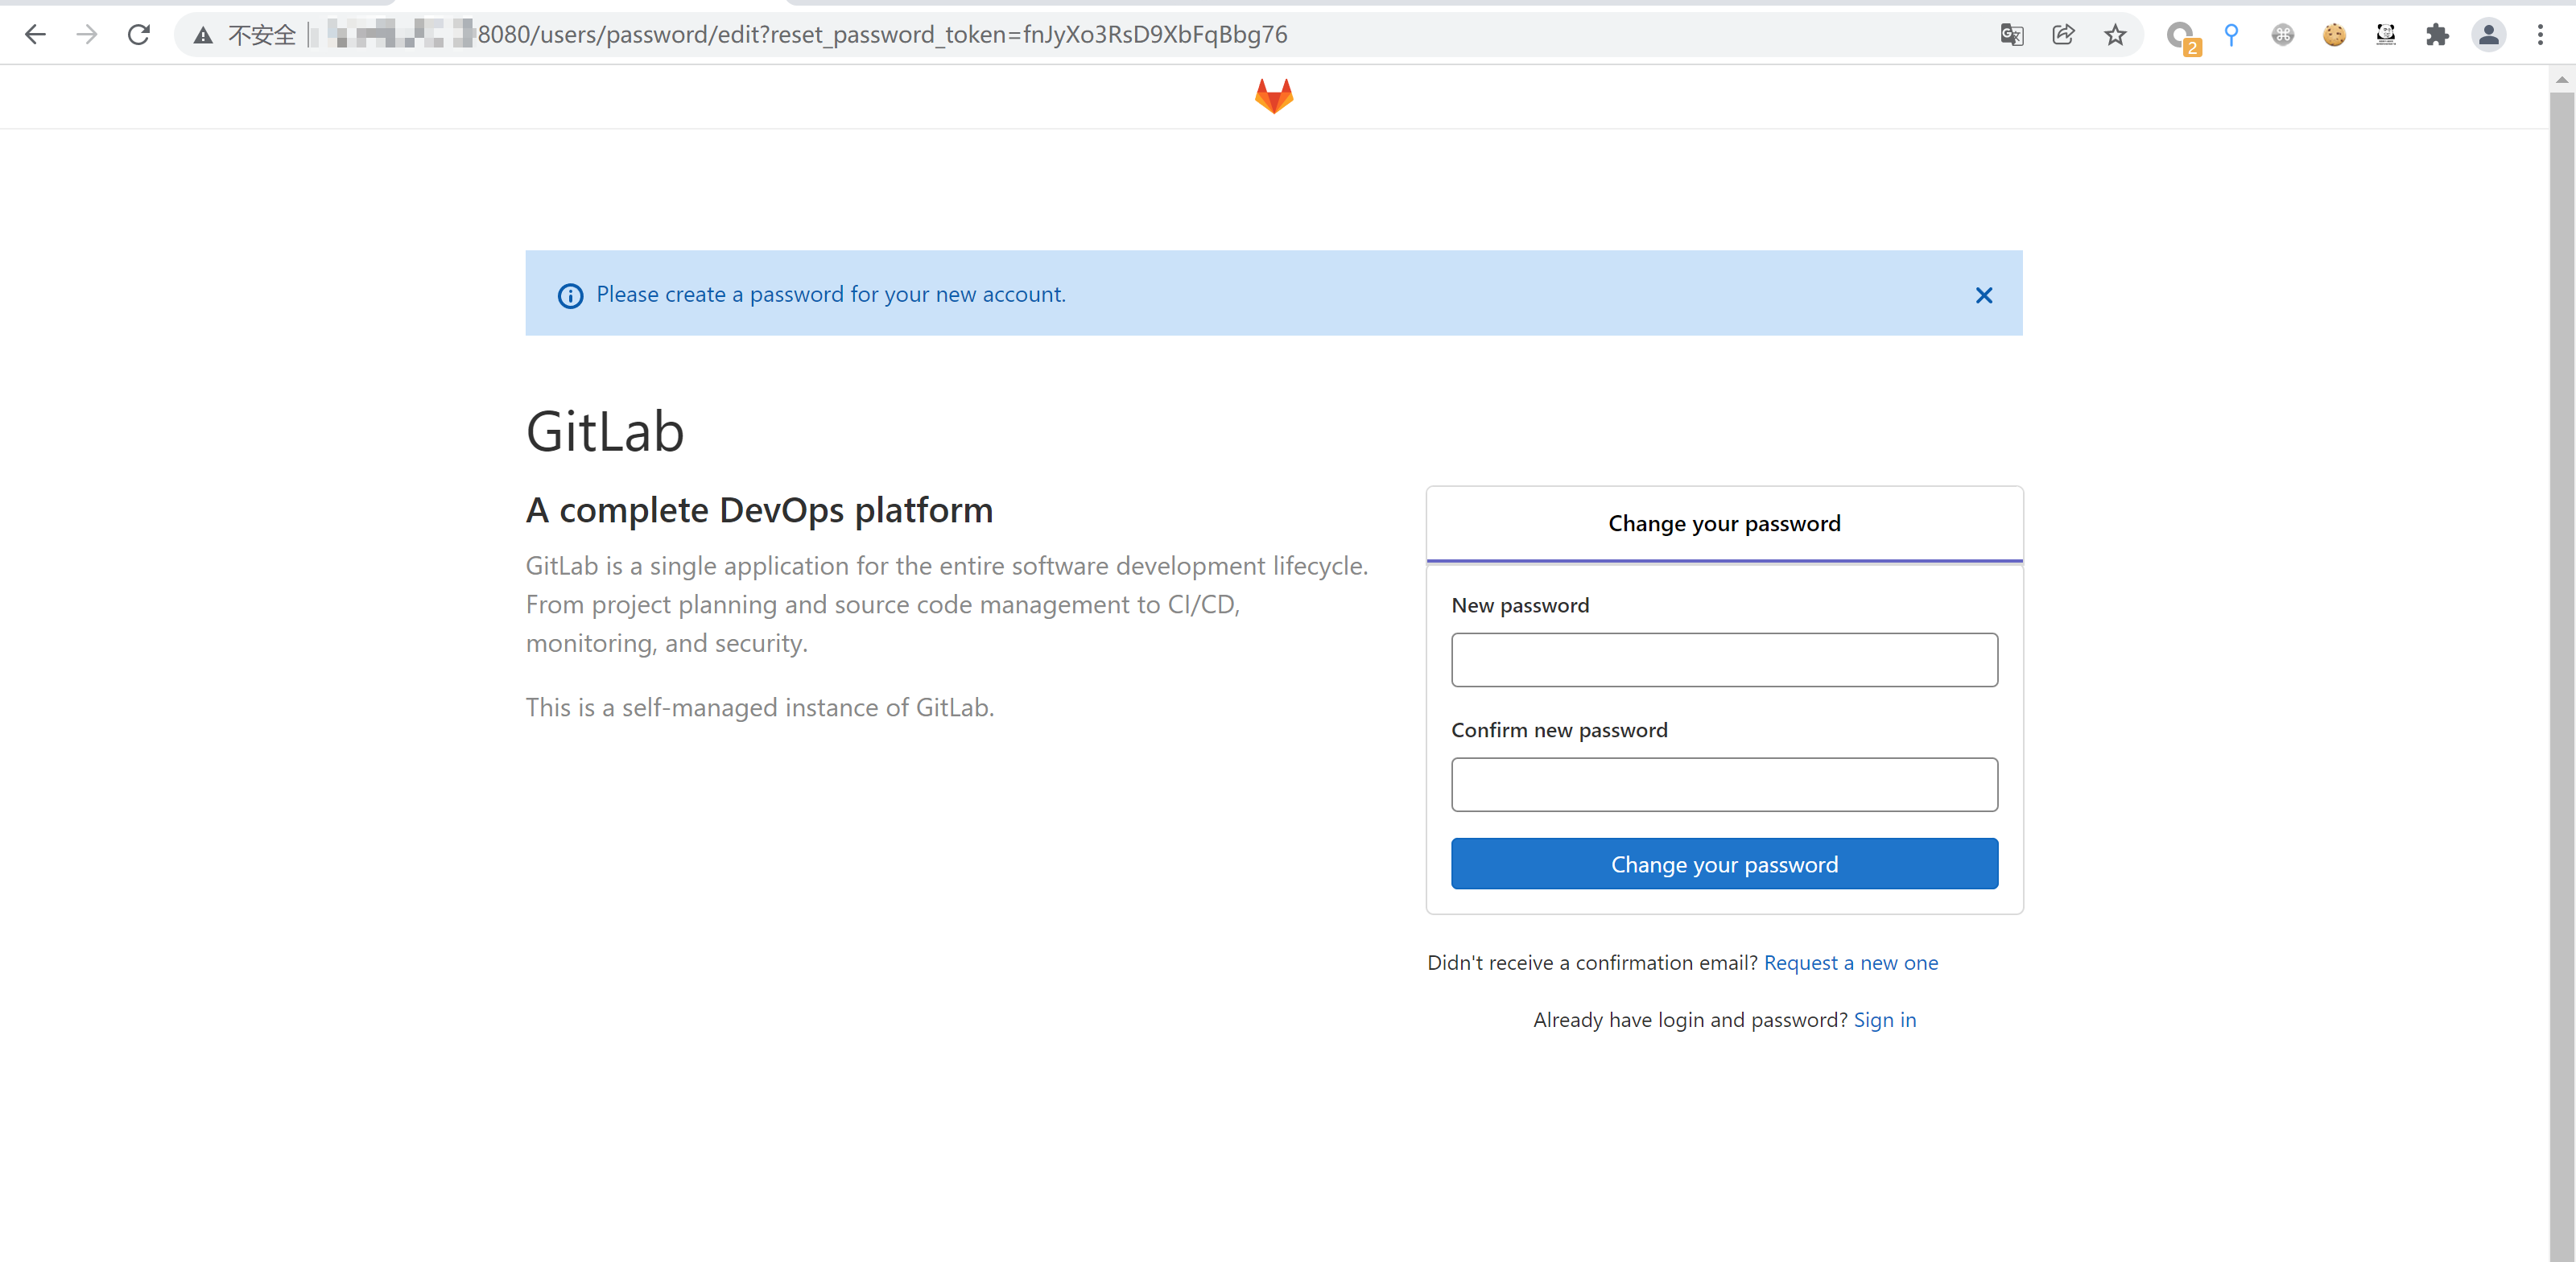 不安全
8080/users/password/edit?reset_password_token=fnJyXo3RsD9XbFqBbg76
2
Please create a password for your new account.
GitLab
A complete DevOps platform
GitLab is a single application for the entire software development lifecycle.
From project planning and source code management to CI/CD,
monitoring, and security.
This is a self-managed instance of GitLab.
Change your password
New password
Confirm new password
Change your password
Didn't receive a confirmation email? Request a new one
Already have login and password? Sign in